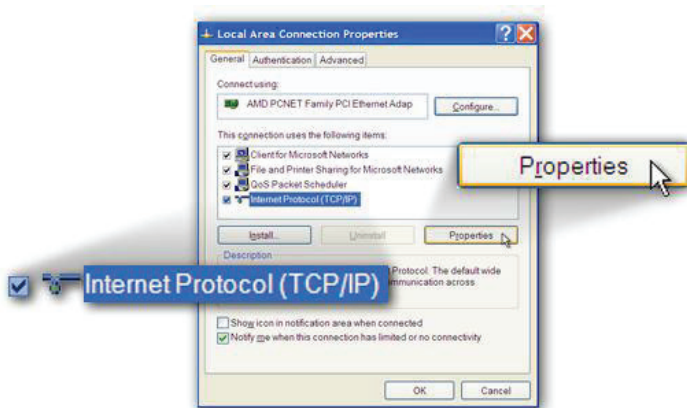 Local Area Connection Properties
General Authentication Advanced
Connect using:
AMD PCNET Family PCI Ethernet Adap
Configure...
This connection uses the following items:
Client for Microsoft Networks
File and Printer Sharing for Microsoft Networks
QoS Packet Scheduler
Internet Protocol (TCP/IP)
Properties
Install... Uninstall Properties
Description
Protocol. The default wide
communication across
Internet Protocol (TCP/IP)
Show icon in notification area when connected
Notify me when this connection has limited or no connectivity
OK Cancel